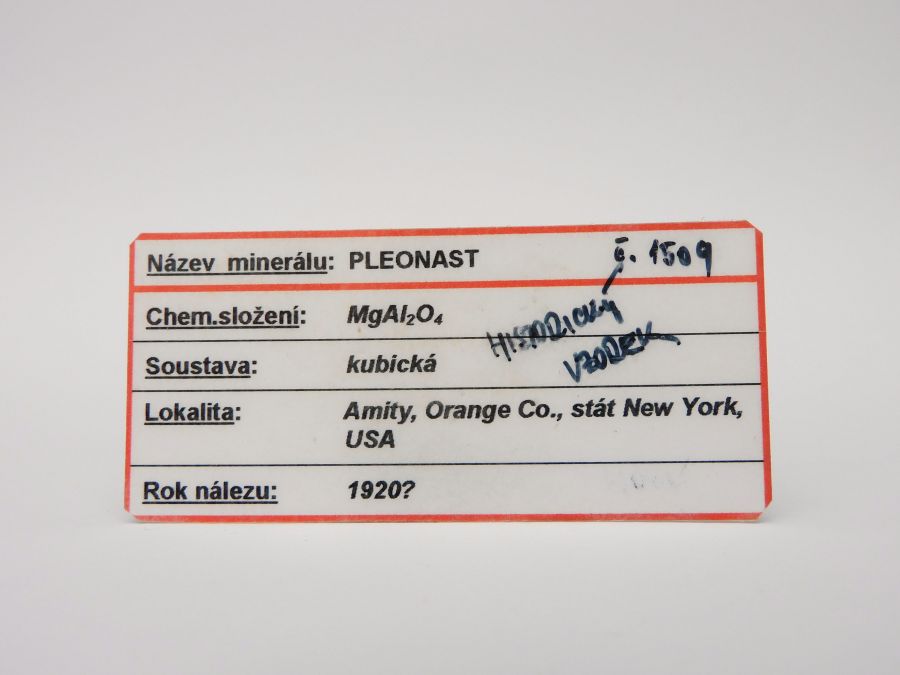 Název minerálu: PLEONAST
č. 1509
Chem.složení: MgAl₂O₄
HISTORICKÝ
VZOREK
Soustava: kubická
Lokalita: Amity, Orange Co., stát New York,
USA
Rok nálezu: 1920?